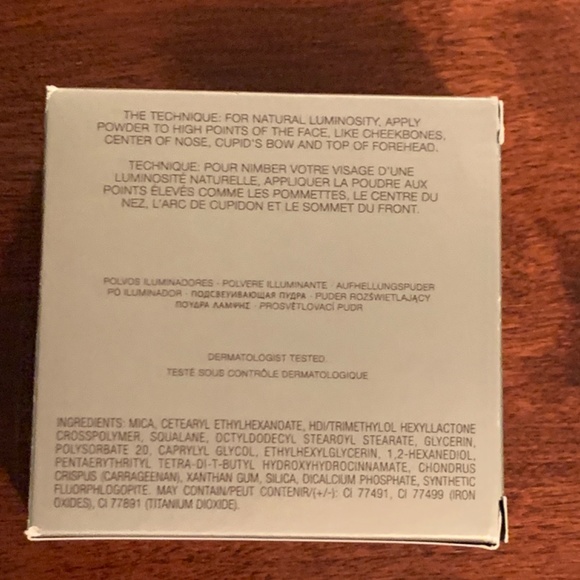 THE TECHNIQUE: FOR NATURAL LUMINOSITY, APPLY
POWDER TO HIGH POINTS OF THE FACE, LIKE CHEEKBONES,
CENTER OF NOSE, CUPID'S BOW AND TOP OF FOREHEAD.
TECHNIQUE: POUR NIMBER VOTRE VISAGE D'UNE
LUMINOSITÉ NATURELLE, APPLIQUER LA POUDRE AUX
POINTS ÉLEVÉS COMME LES POMMETTES, LE CENTRE DU
NEZ, L'ARC DE CUPIDON ET LE SOMMET DU FRONT.
POLVOS ILUMINADORES · POLVERE ILLUMINANTE · AUFHELLUNGSPUDER
PÓ ILUMINADOR · ПОДСВЕЧИВАЮЩАЯ ПУДРА · PUDER ROZŚWIETLAJĄCY
ΠΟΥΔΡΑ ΛΑΜΨΗΣ · PROSVĚTLOVACÍ PUDR
DERMATOLOGIST TESTED
TESTÉ SOUS CONTRÔLE DERMATOLOGIQUE
INGREDIENTS: MICA, CETEARYL ETHYLHEXANOATE, HDI/TRIMETHYLOL HEXYLLACTONE
CROSSPOLYMER, SQUALANE, OCTYLDODECYL STEAROYL STEARATE, GLYCERIN,
POLYSORBATE 20, CAPRYLYL GLYCOL, ETHYLHEXYLGLYCERIN, 1,2-HEXANEDIOL,
PENTAERYTHRITYL TETRA-DI-T-BUTYL HYDROXYHYDROCINNAMATE, CHONDRUS
CRISPUS (CARRAGEENAN), XANTHAN GUM, SILICA, DICALCIUM PHOSPHATE, SYNTHETIC
FLUORPHLOGOPITE. MAY CONTAIN/PEUT CONTENIR/(+/-): CI 77491, CI 77499 (IRON
OXIDES), CI 77891 (TITANIUM DIOXIDE).